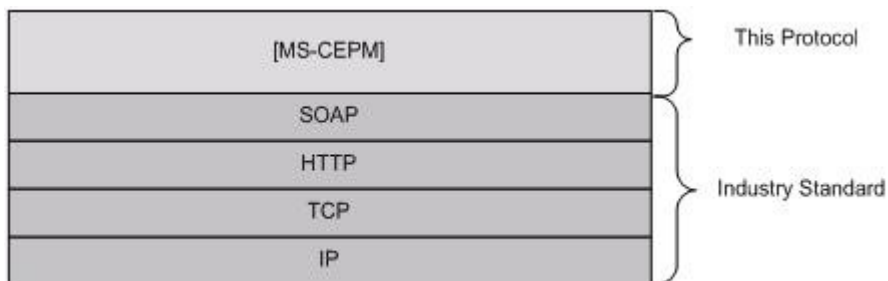 [MS-CEPM]
This Protocol
SOAP
HTTP
TCP
IP
Industry Standard